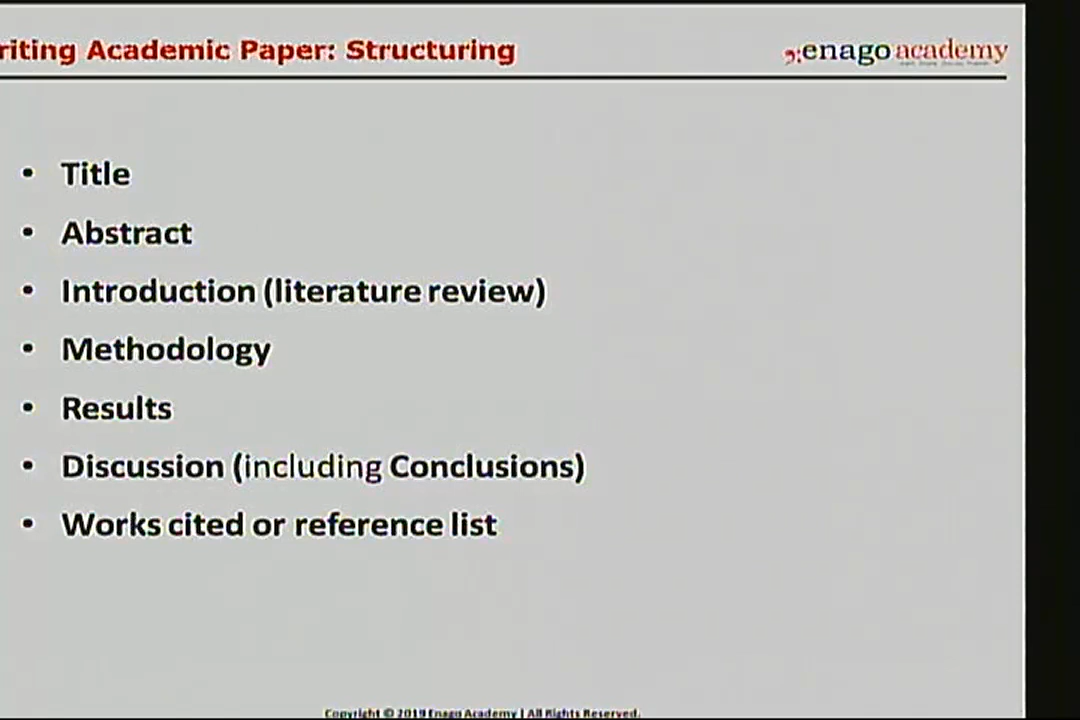 riting Academic Paper: Structuring
enago academy
• Title
• Abstract
• Introduction (literature review)
• Methodology
• Results
• Discussion (including Conclusions)
• Works cited or reference list
Copyright © 2019 Enago Academy | All Rights Reserved.